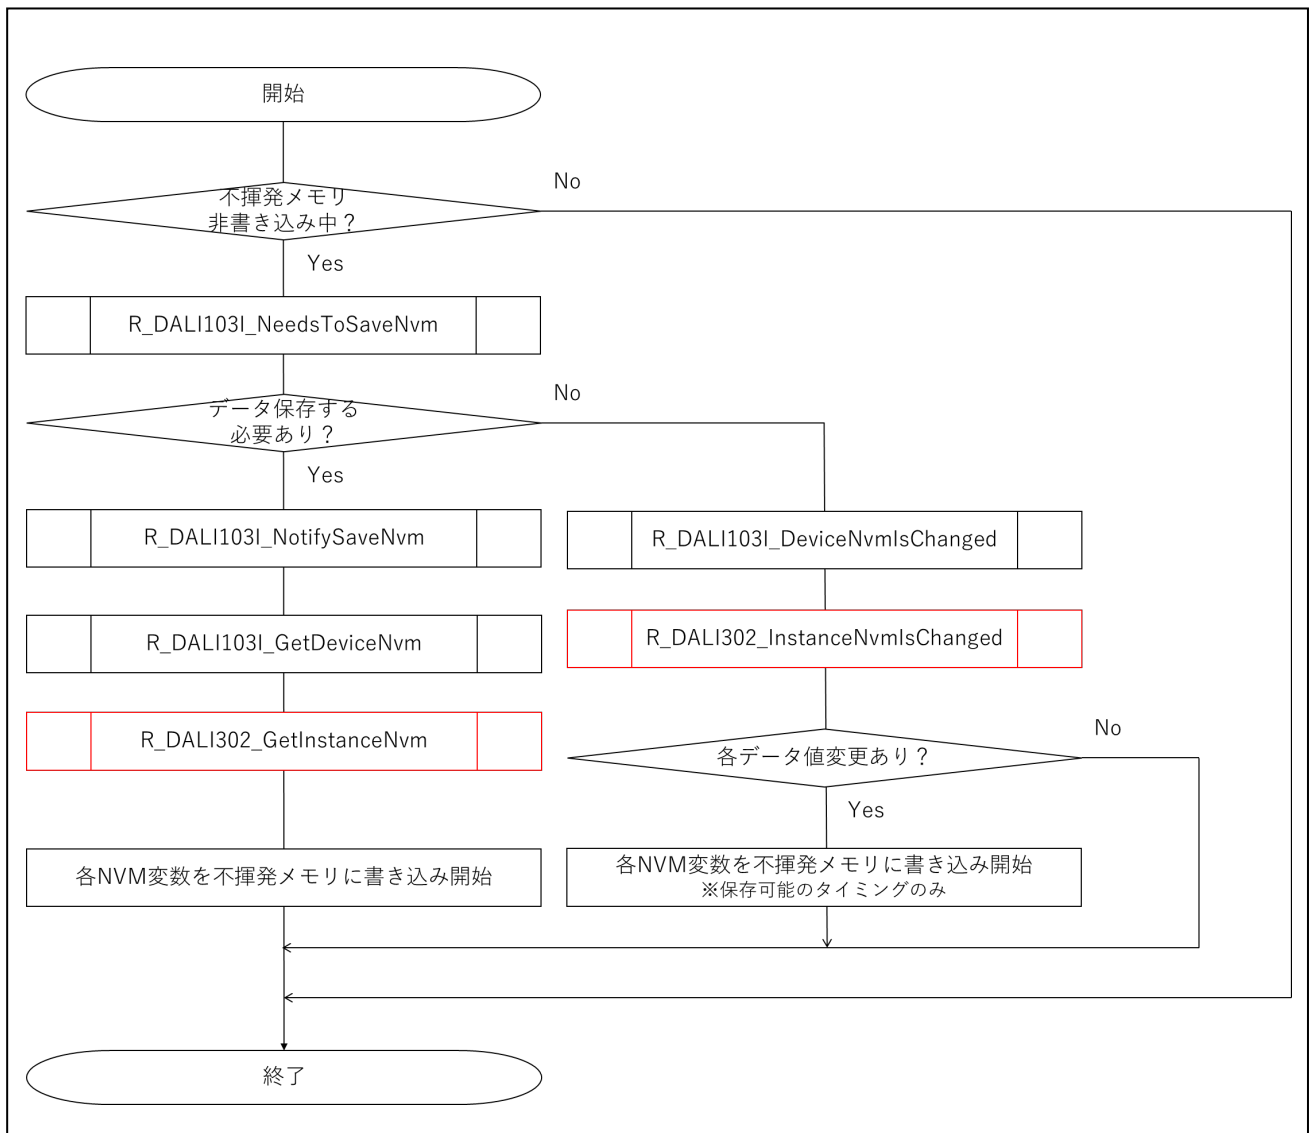 開始
不揮発メモリ
非書き込み中？
No
Yes
R_DALI103I_NeedsToSaveNvm
データ保存する
必要あり？
No
Yes
R_DALI103I_NotifySaveNvm
R_DALI103I_DeviceNvmIsChanged
R_DALI103I_GetDeviceNvm
R_DALI302_InstanceNvmIsChanged
R_DALI302_GetInstanceNvm
各データ値変更あり？
No
Yes
各NVM変数を不揮発メモリに書き込み開始
各NVM変数を不揮発メモリに書き込み開始
※保存可能のタイミングのみ
終了